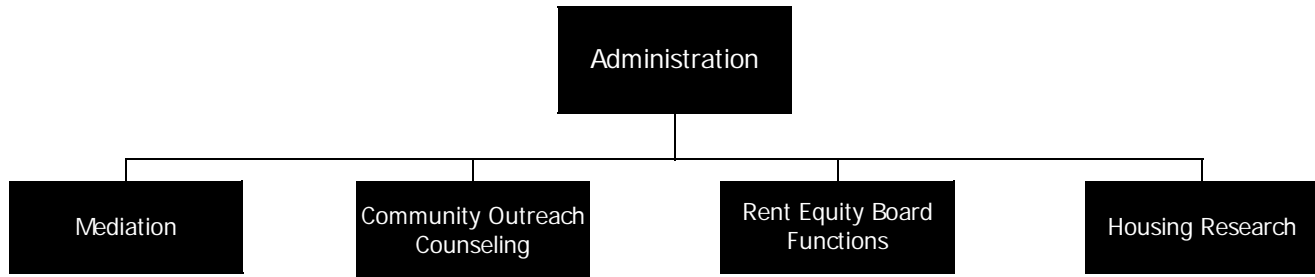 Administration
Mediation
Community Outreach
Counseling
Rent Equity Board
Functions
Housing Research